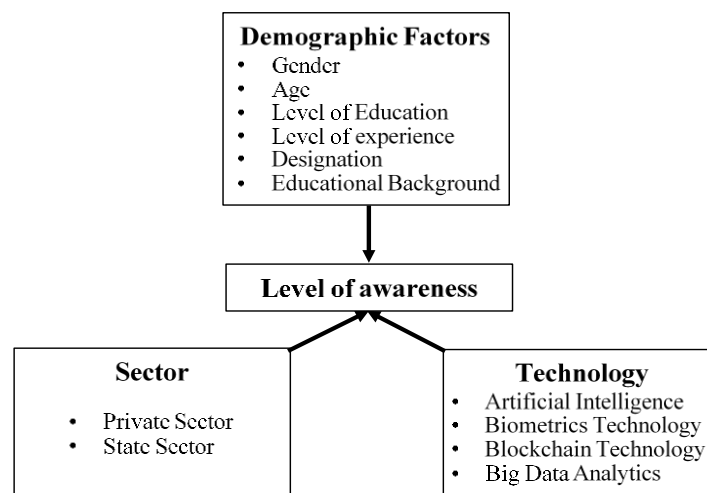 Demographic Factors
• Gender
• Age
• Level of Education
• Level of experience
• Designation
• Educational Background
Level of awareness
Sector
• Private Sector
• State Sector
Technology
• Artificial Intelligence
• Biometrics Technology
• Blockchain Technology
• Big Data Analytics